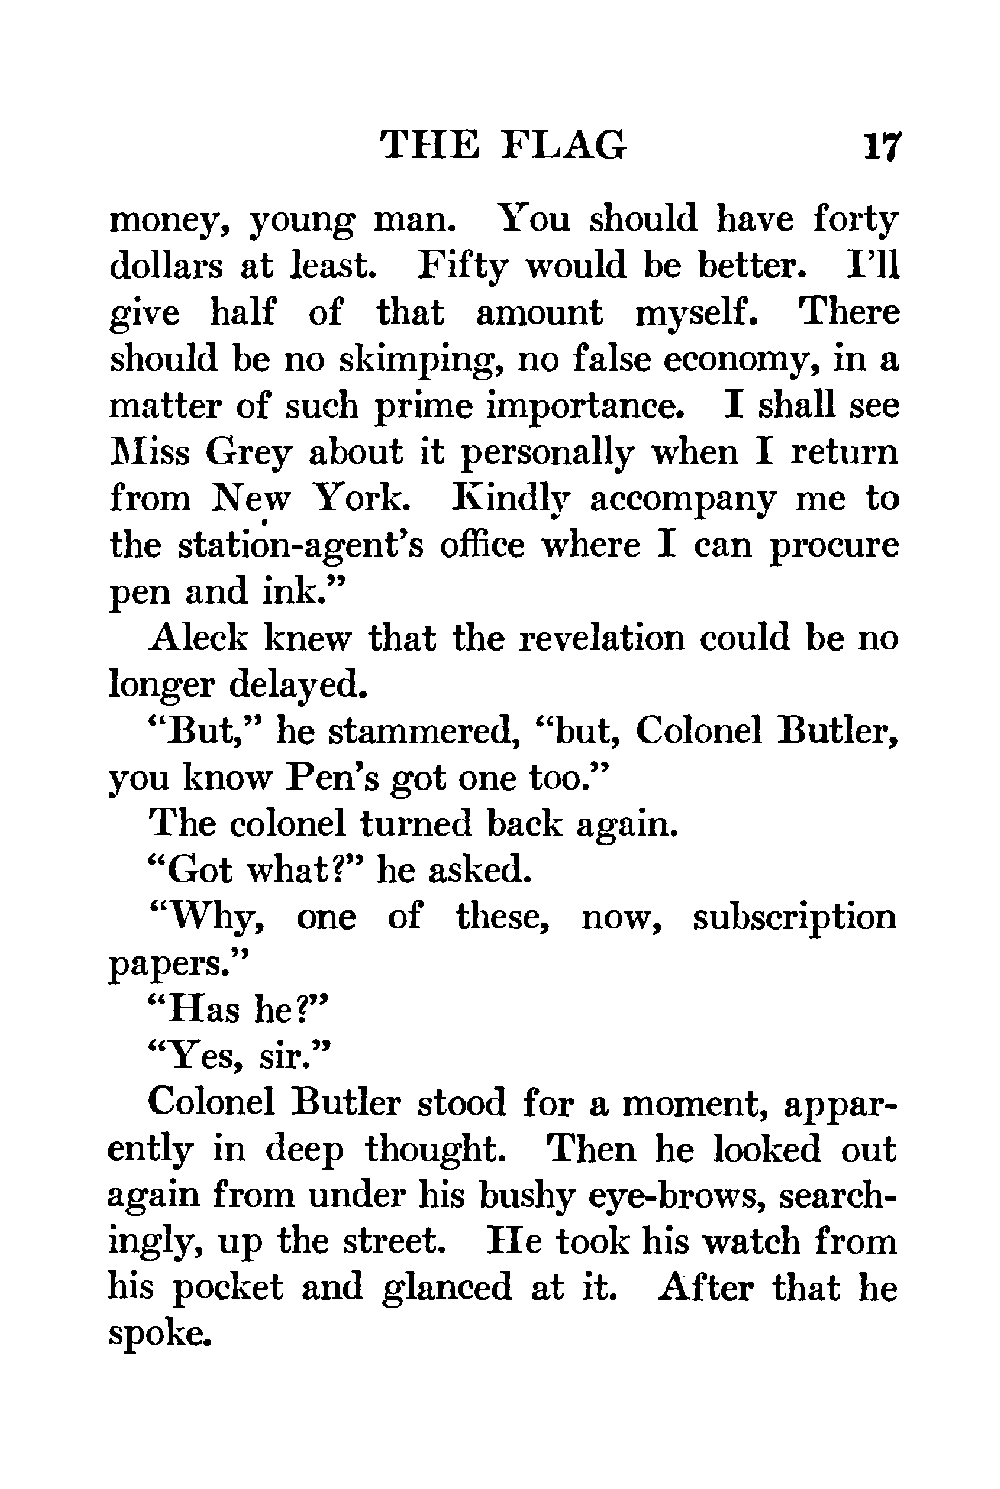 THE FLAG 17
money, young man. You should have forty
dollars at least. Fifty would be better. I’ll
give half of that amount myself. There
should be no skimping, no false economy, in a
matter of such prime importance. I shall see
Miss Grey about it personally when I return
from New York. Kindly accompany me to
the station-agent’s office where I can procure
pen and ink.”
Aleck knew that the revelation could be no
longer delayed.
“But,” he stammered, “but, Colonel Butler,
you know Pen’s got one too.”
The colonel turned back again.
“Got what?” he asked.
“Why, one of these, now, subscription
papers.”
“Has he?”
“Yes, sir.”
Colonel Butler stood for a moment, appar-
ently in deep thought. Then he looked out
again from under his bushy eye-brows, search-
ingly, up the street. He took his watch from
his pocket and glanced at it. After that he
spoke.